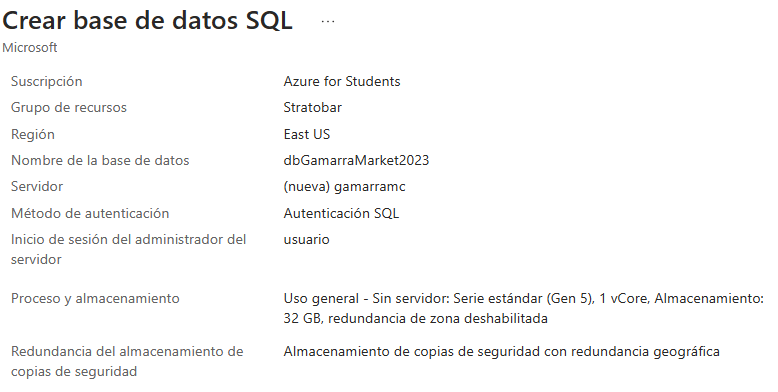 Crear base de datos SQL ...
Microsoft
Suscripción Azure for Students
Grupo de recursos Stratobar
Región East US
Nombre de la base de datos dbGamarraMarket2023
Servidor (nueva) gamarramc
Método de autenticación Autenticación SQL
Inicio de sesión del administrador del usuario
servidor
Proceso y almacenamiento Uso general - Sin servidor: Serie estándar (Gen 5), 1 vCore, Almacenamiento:
32 GB, redundancia de zona deshabilitada
Redundancia del almacenamiento de Almacenamiento de copias de seguridad con redundancia geográfica
copias de seguridad